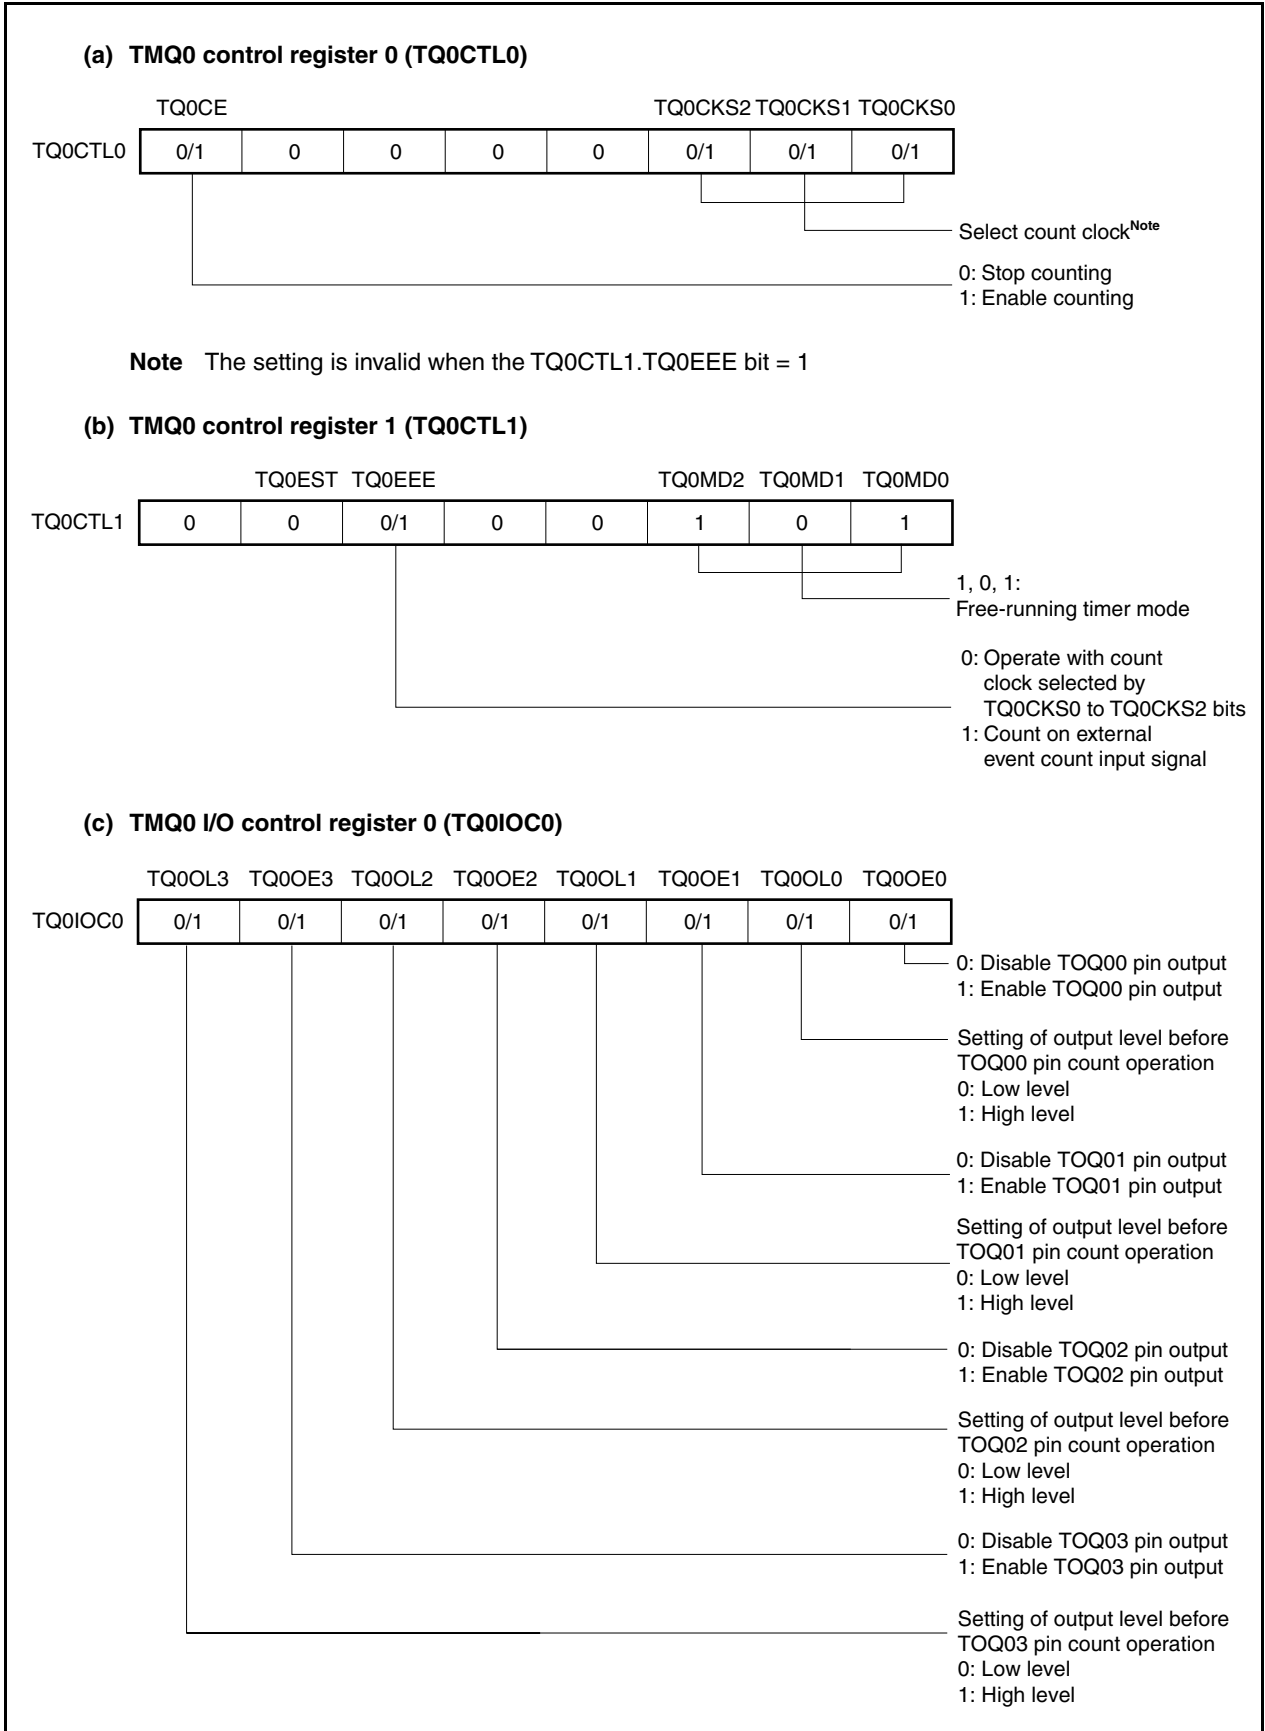 (a) TMQ0 control register 0 (TQ0CTL0)
TQ0CE TQ0CKS2 TQ0CKS1 TQ0CKS0
TQ0CTL0 0/1 0 0 0 0 0/1 0/1 0/1
Select count clockNote
0: Stop counting
1: Enable counting
Note The setting is invalid when the TQ0CTL1.TQ0EEE bit = 1
(b) TMQ0 control register 1 (TQ0CTL1)
TQ0EST TQ0EEE TQ0MD2 TQ0MD1 TQ0MD0
TQ0CTL1 0 0 0/1 0 0 1 0 1
1, 0, 1:
Free-running timer mode
0: Operate with count
clock selected by
TQ0CKS0 to TQ0CKS2 bits
1: Count on external
event count input signal
(c) TMQ0 I/O control register 0 (TQ0IOC0)
TQ0OL3 TQ0OE3 TQ0OL2 TQ0OE2 TQ0OL1 TQ0OE1 TQ0OL0 TQ0OE0
TQ0IOC0 0/1 0/1 0/1 0/1 0/1 0/1 0/1 0/1
0: Disable TOQ00 pin output
1: Enable TOQ00 pin output
Setting of output level before
TOQ00 pin count operation
0: Low level
1: High level
0: Disable TOQ01 pin output
1: Enable TOQ01 pin output
Setting of output level before
TOQ01 pin count operation
0: Low level
1: High level
0: Disable TOQ02 pin output
1: Enable TOQ02 pin output
Setting of output level before
TOQ02 pin count operation
0: Low level
1: High level
0: Disable TOQ03 pin output
1: Enable TOQ03 pin output
Setting of output level before
TOQ03 pin count operation
0: Low level
1: High level